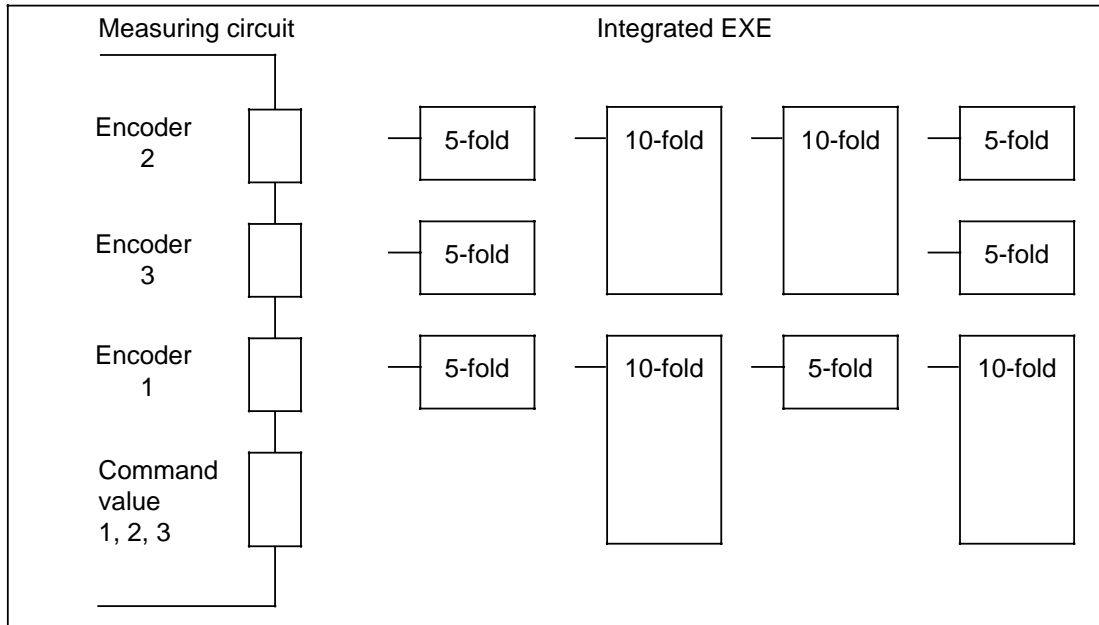 Measuring circuit Integrated EXE
Encoder
2
5-fold 10-fold 10-fold 5-fold
Encoder
3
5-fold 5-fold
Encoder
1
5-fold 10-fold 5-fold 10-fold
Command
value
1, 2, 3